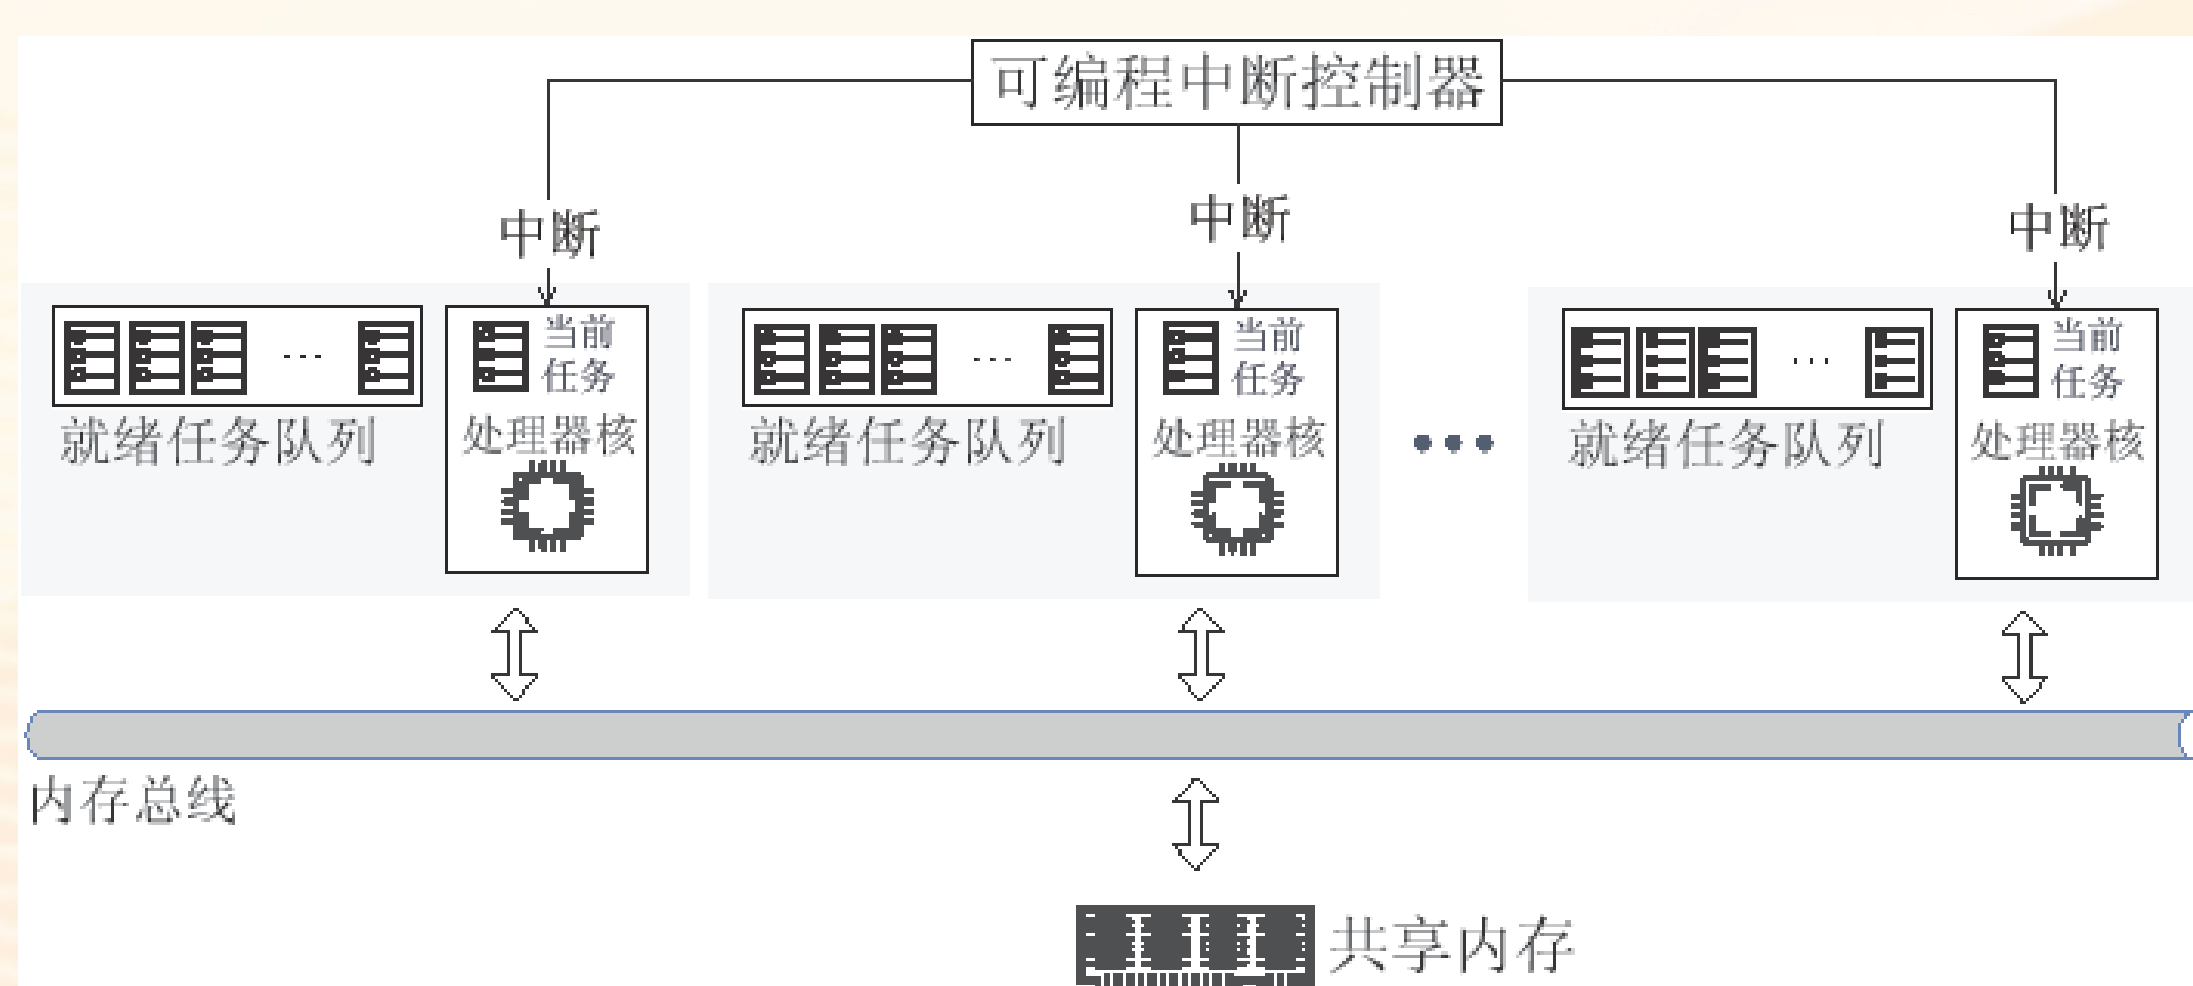 可编程中断控制器
中断
中断
中断
当前
任务
处理器核
就绪任务队列
...
当前
任务
处理器核
就绪任务队列
...
•••
当前
任务
处理器核
就绪任务队列
...
内存总线
共享内存